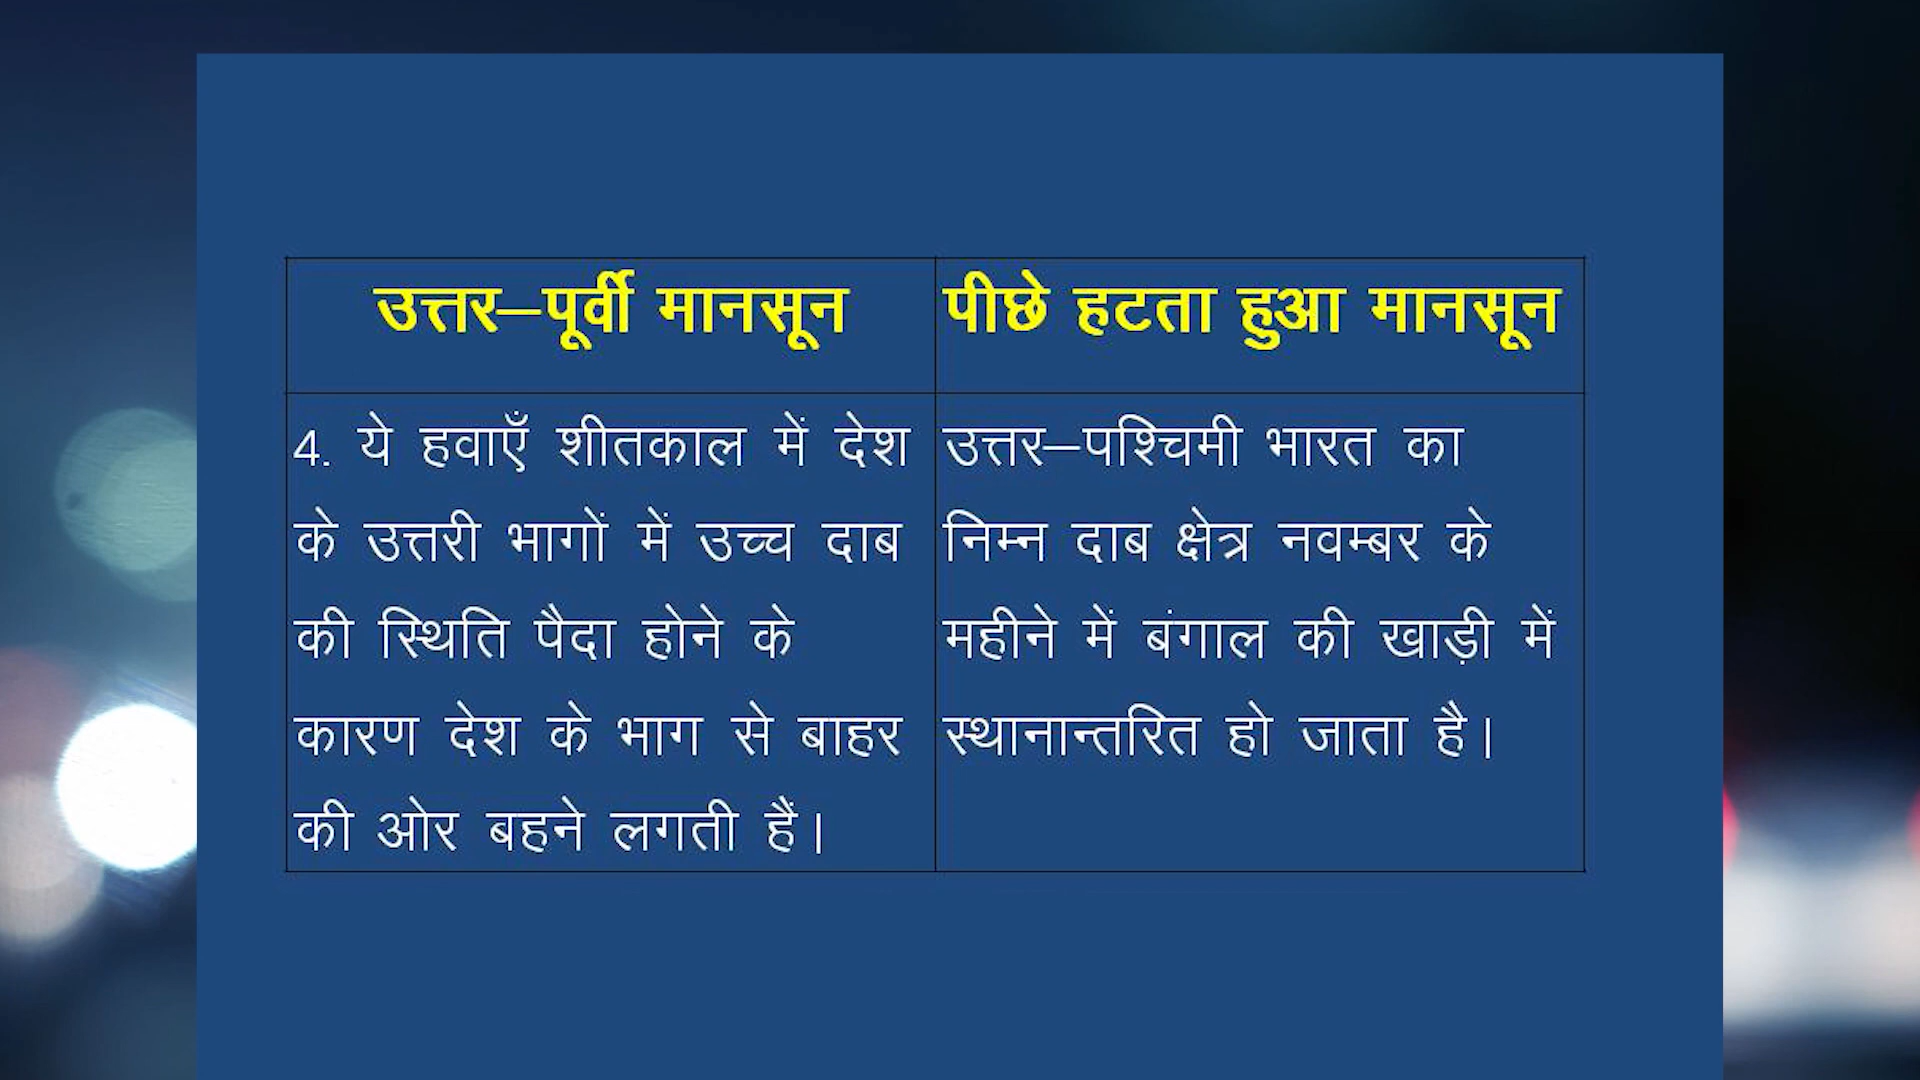 उत्तर–पूर्वी मानसून
पीछे हटता हुआ मानसून
4. ये हवाएँ शीतकाल में देश
के उत्तरी भागों में उच्च दाब
की स्थिति पैदा होने के
कारण देश के भाग से बाहर
की ओर बहने लगती हैं।
उत्तर–पश्चिमी भारत का
निम्न दाब क्षेत्र नवम्बर के
महीने में बंगाल की खाड़ी में
स्थानान्तरित हो जाता है।